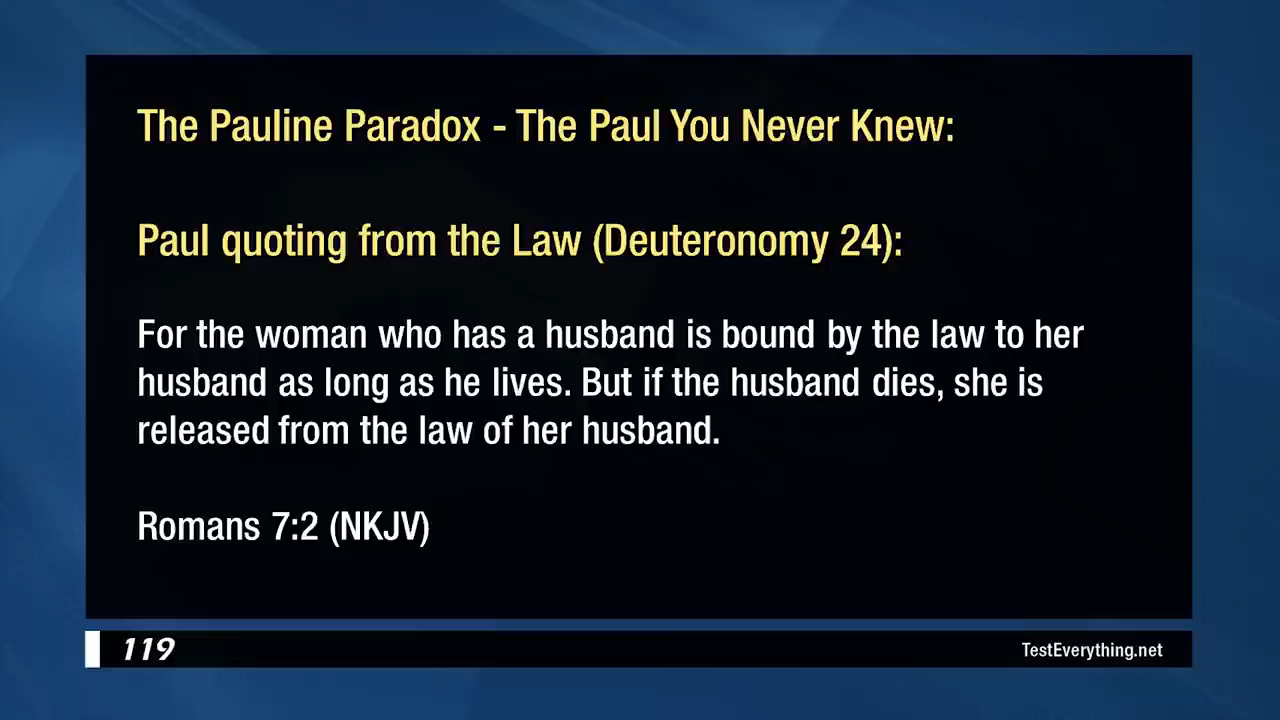 The Pauline Paradox - The Paul You Never Knew:
Paul quoting from the Law (Deuteronomy 24):
For the woman who has a husband is bound by the law to her
husband as long as he lives. But if the husband dies, she is
released from the law of her husband.
Romans 7:2 (NKJV)
119
TestEverything.net